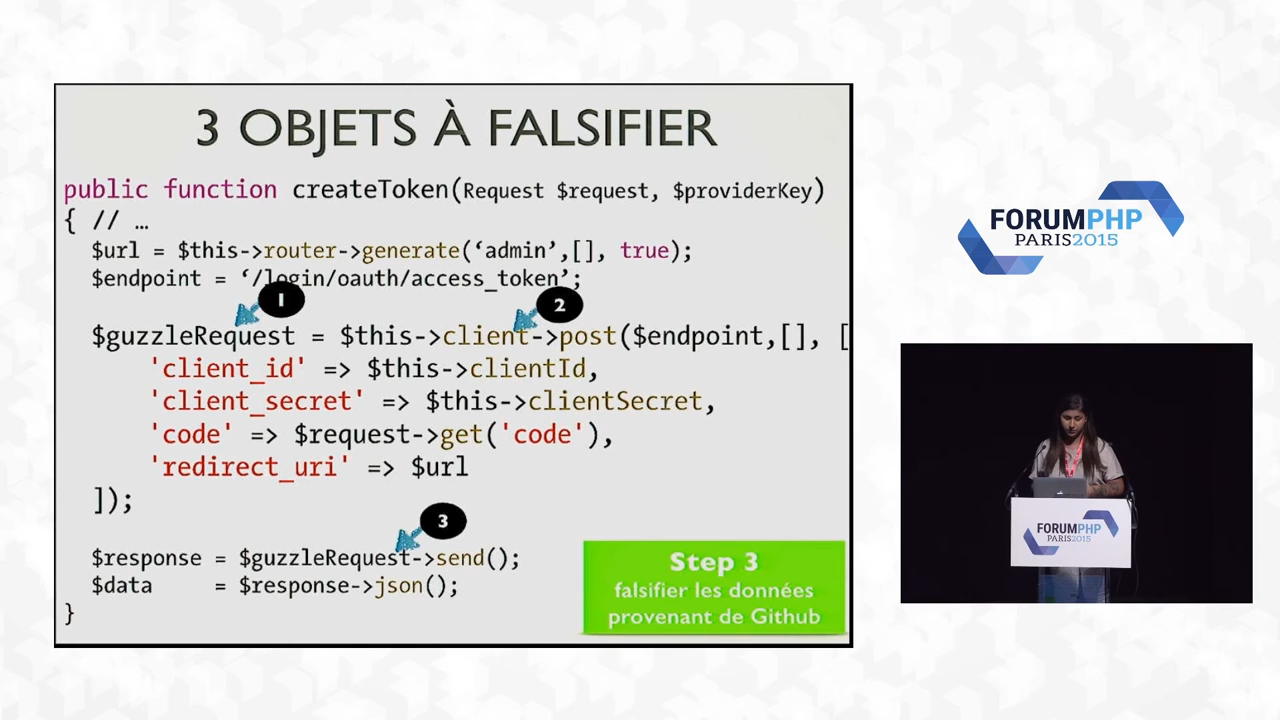 3 OBJETS À FALSIFIER
public function createToken(Request $request, $providerKey)
{ // …
$url = $this->router->generate(‘admin’,[], true);
$endpoint = ‘/login/oauth/access_token’;
1
2
$guzzleRequest = $this->client->post($endpoint,[], [
'client_id' => $this->clientId,
'client_secret' => $this->clientSecret,
'code' => $request->get('code'),
'redirect_uri' => $url
]);
3
$response = $guzzleRequest->send();
$data = $response->json();
}
Step 3
falsifier les données
provenant de Github
FORUMPHP
PARIS2015
FORUMPHP
PARIS2015